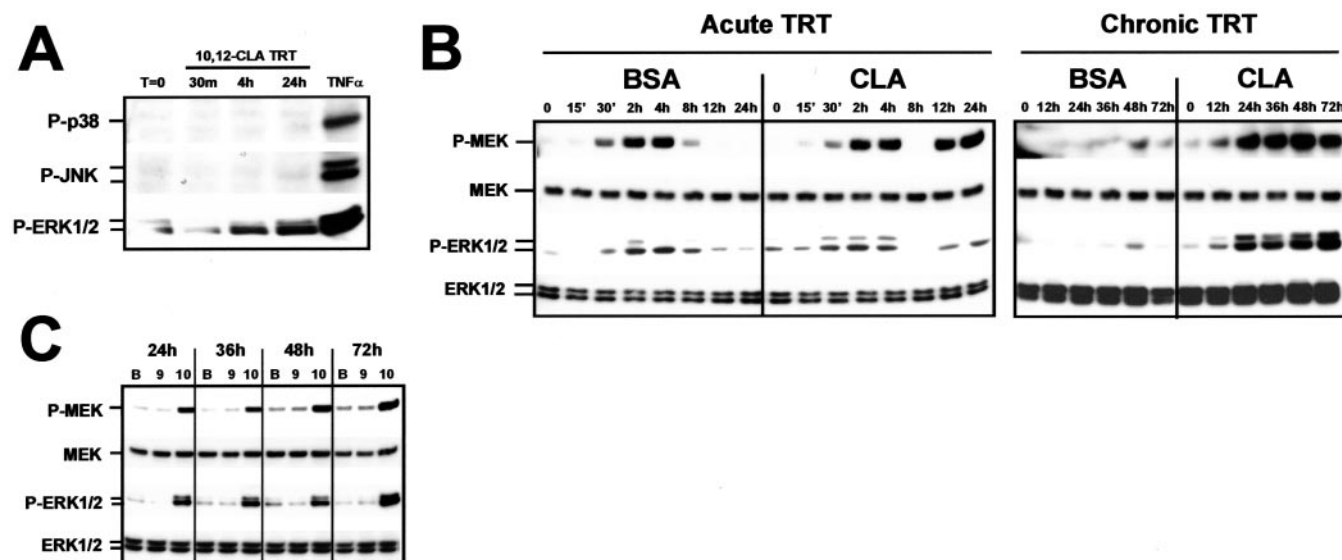 A
10,12-CLA TRT
T=0 30m 4h 24h TNFα
P-p38
P-JNK
P-ERK1/2
B
Acute TRT Chronic TRT
BSA CLA BSA CLA
0 15' 30' 2h 4h 8h 12h 24h 0 15' 30' 2h 4h 8h 12h 24h 0 12h 24h 36h 48h 72h 0 12h 24h 36h 48h 72h
P-MEK
MEK
P-ERK1/2
ERK1/2
C
24h 36h 48h 72h
B 9 10 B 9 10 B 9 10 B 9 10
P-MEK
MEK
P-ERK1/2
ERK1/2